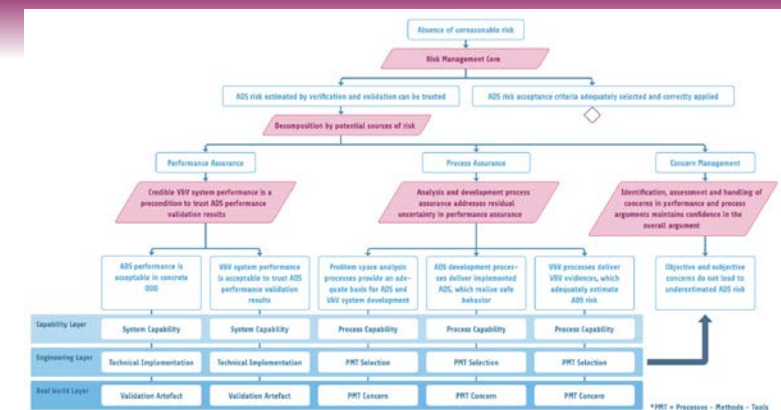 Absence of unreasonable risk
Risk Management Core
ADS risk estimated by verification and validation can be trusted
ADS risk acceptance criteria adequately selected and correctly applied
Decomposition by potential sources of risk
Performance Assurance
Process Assurance
Concern Management
Credible V&V system performance is a
precondition to trust ADS performance
validation results
Analysis and development process
assurance addresses residual
uncertainty in performance assurance
Identification, assessment and handling of
concerns in performance and process
arguments maintains confidence in the
overall argument
ADS performance is
acceptable in concrete
ODD
V&V system performance
is acceptable to trust ADS
performance validation
results
Problem space analysis
processes provide an ade-
quate basis for ADS and
V&V system development
ADS development proces-
ses deliver implemented
ADS, which realize safe
behavior
V&V processes deliver
V&V evidences, which
adequately estimate
ADS risk
Objective and subjective
concerns do not lead to
underestimated ADS risk
Capability Layer
System Capability
System Capability
Process Capability
Process Capability
Process Capability
Engineering Layer
Technical Implementation
Technical Implementation
PMT Selection
PMT Selection
PMT Selection
Real World Layer
Validation Artefact
Validation Artefact
PMT Concern
PMT Concern
PMT Concern
*PMT = Processes - Methods - Tools